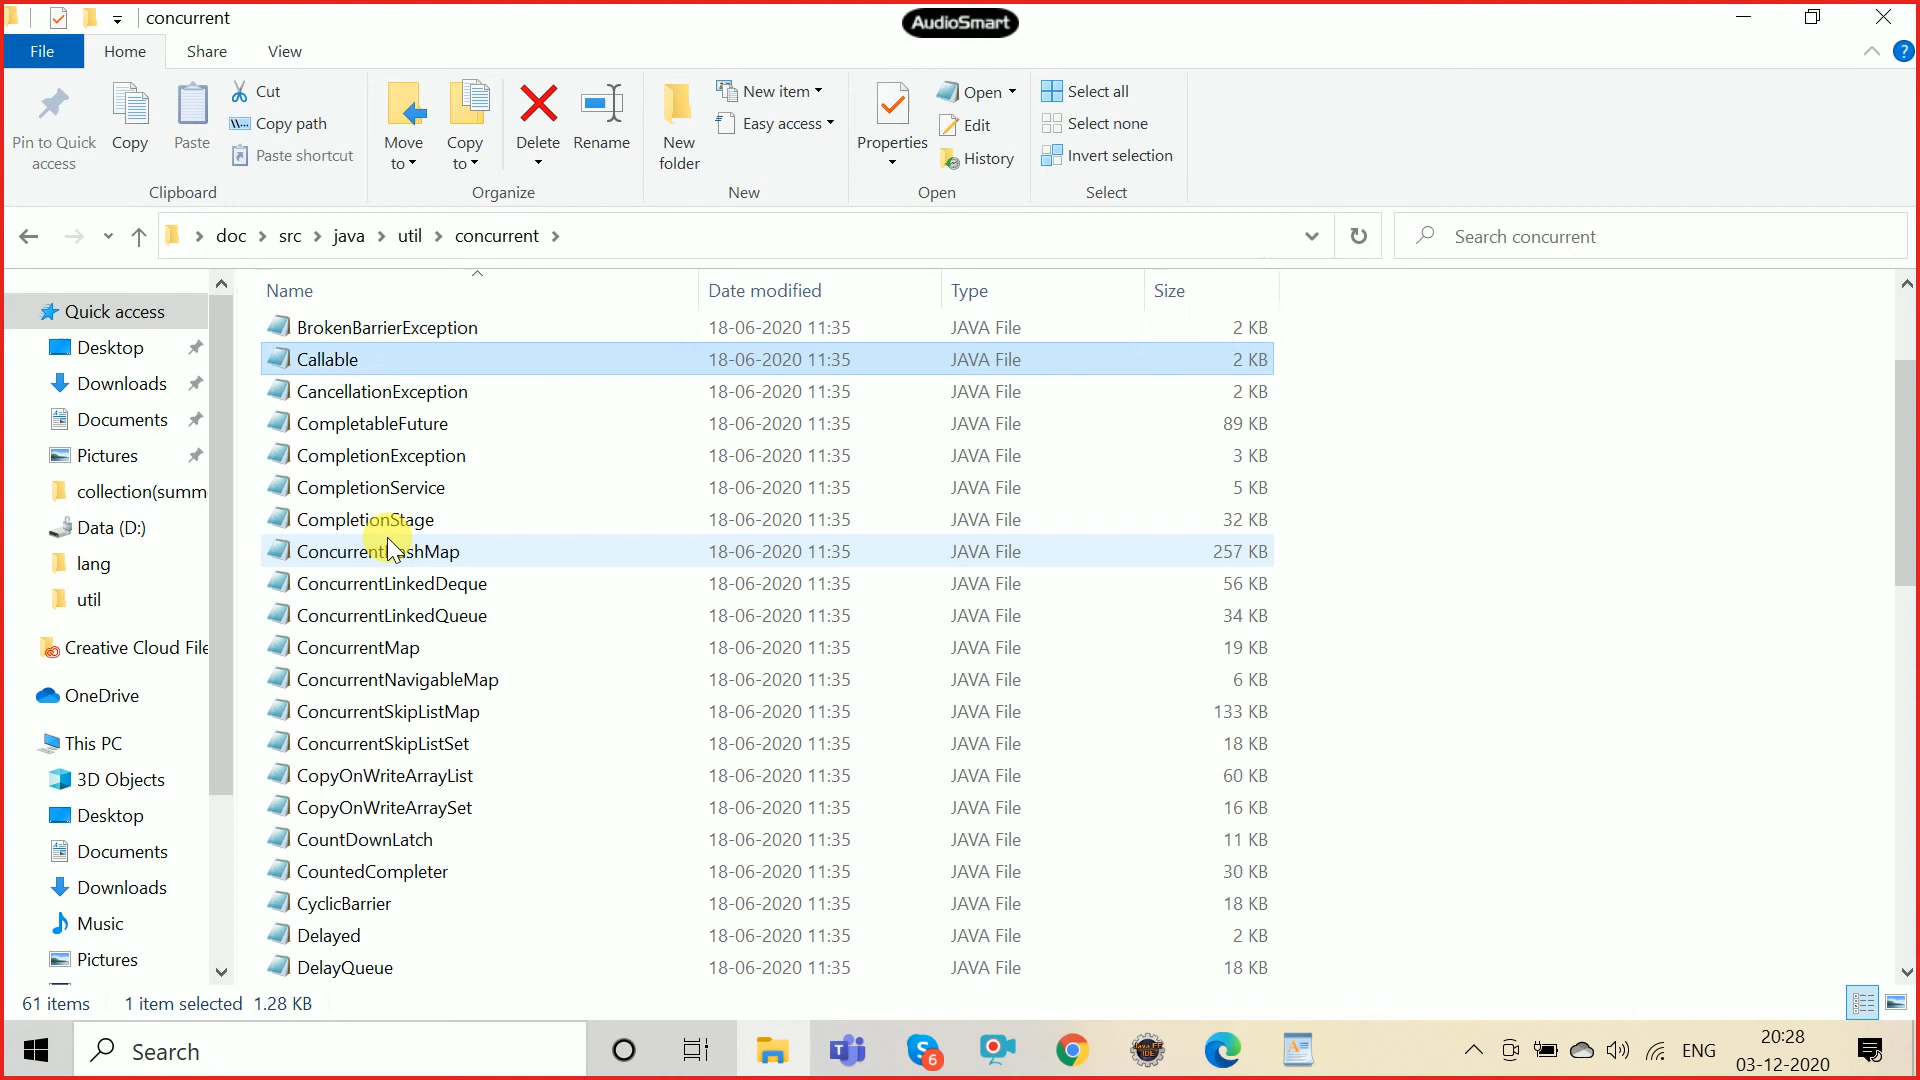 concurrent
AudioSmart
File
Home
Share
View
Pin to Quick access
Copy
Paste
Cut
Copy path
Paste shortcut
Clipboard
Move to
Copy to
Delete
Rename
Organize
New folder
New item
Easy access
New
Properties
Open
Edit
History
Open
Select all
Select none
Invert selection
Select
doc
src
java
util
concurrent
Search concurrent
Quick access
Desktop
Downloads
Documents
Pictures
collection(summ
Data (D:)
lang
util
Creative Cloud File
OneDrive
This PC
3D Objects
Desktop
Documents
Downloads
Music
Pictures
Name Date modified Type Size
BrokenBarrierException 18-06-2020 11:35 JAVA File 2 KB
Callable 18-06-2020 11:35 JAVA File 2 KB
CancellationException 18-06-2020 11:35 JAVA File 2 KB
CompletableFuture 18-06-2020 11:35 JAVA File 89 KB
CompletionException 18-06-2020 11:35 JAVA File 3 KB
CompletionService 18-06-2020 11:35 JAVA File 5 KB
CompletionStage 18-06-2020 11:35 JAVA File 32 KB
ConcurrentHashMap 18-06-2020 11:35 JAVA File 257 KB
ConcurrentLinkedDeque 18-06-2020 11:35 JAVA File 56 KB
ConcurrentLinkedQueue 18-06-2020 11:35 JAVA File 34 KB
ConcurrentMap 18-06-2020 11:35 JAVA File 19 KB
ConcurrentNavigableMap 18-06-2020 11:35 JAVA File 6 KB
ConcurrentSkipListMap 18-06-2020 11:35 JAVA File 133 KB
ConcurrentSkipListSet 18-06-2020 11:35 JAVA File 18 KB
CopyOnWriteArrayList 18-06-2020 11:35 JAVA File 60 KB
CopyOnWriteArraySet 18-06-2020 11:35 JAVA File 16 KB
CountDownLatch 18-06-2020 11:35 JAVA File 11 KB
CountedCompleter 18-06-2020 11:35 JAVA File 30 KB
CyclicBarrier 18-06-2020 11:35 JAVA File 18 KB
Delayed 18-06-2020 11:35 JAVA File 2 KB
DelayQueue 18-06-2020 11:35 JAVA File 18 KB
61 items 1 item selected 1.28 KB
Search
6
ENG
20:28
03-12-2020